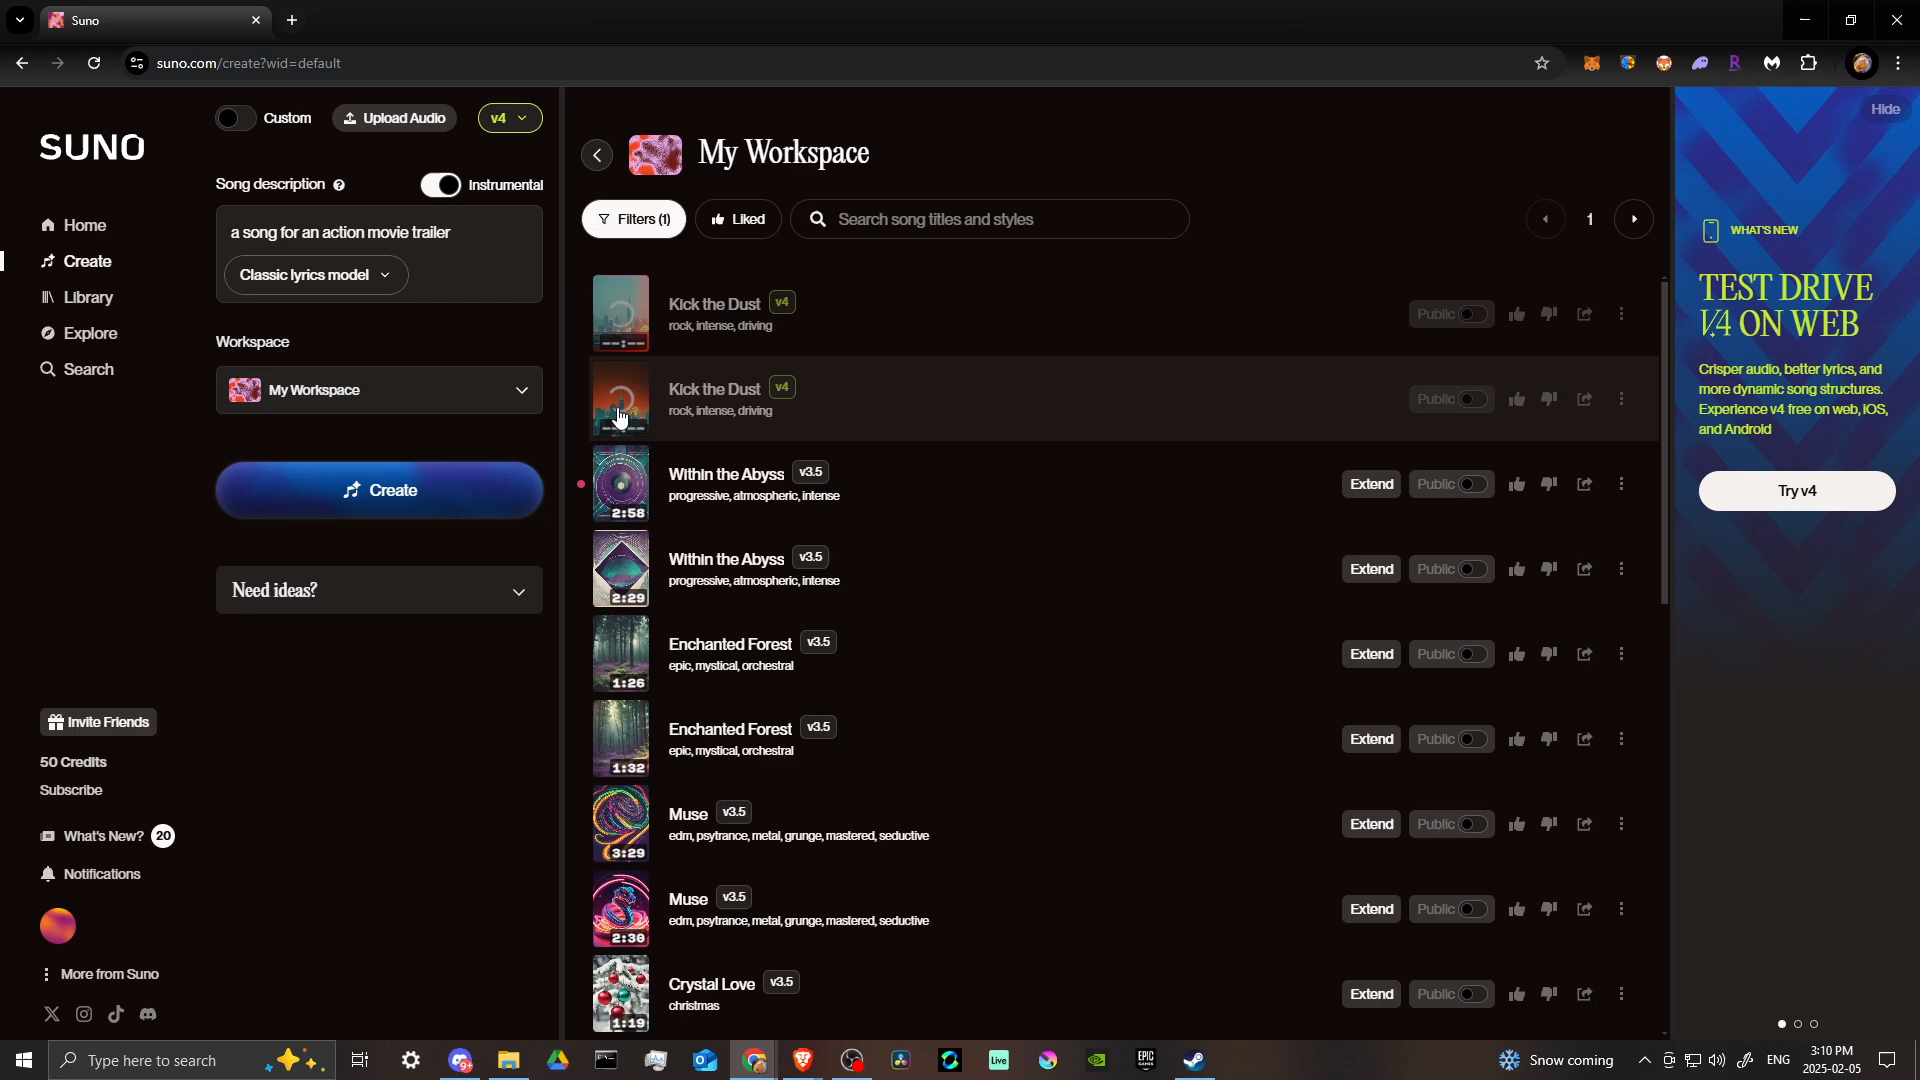 Suno
suno.com/create?wid=default
SUNO
Home
Create
Library
Explore
Search
Invite Friends
50 Credits
Subscribe
What's New? 20
Notifications
More from Suno
Custom
Upload Audio
v4
Song description ?
Instrumental
a song for an action movie trailer
Classic lyrics model
Workspace
My Workspace
Create
Need ideas?
My Workspace
Filters (1)
Liked
Search song titles and styles
1
Kick the Dust v4
rock, intense, driving
Public
Kick the Dust v4
rock, intense, driving
Public
Within the Abyss v3.5
progressive, atmospheric, intense
2:58
Extend
Public
Within the Abyss v3.5
progressive, atmospheric, intense
2:29
Extend
Public
Enchanted Forest v3.5
epic, mystical, orchestral
1:26
Extend
Public
Enchanted Forest v3.5
epic, mystical, orchestral
1:32
Extend
Public
Muse v3.5
edm, psytrance, metal, grunge, mastered, seductive
3:29
Extend
Public
Muse v3.5
edm, psytrance, metal, grunge, mastered, seductive
2:30
Extend
Public
Crystal Love v3.5
christmas
1:19
Extend
Public
Hide
WHAT'S NEW
TEST DRIVE
V4 ON WEB
Crisper audio, better lyrics, and
more dynamic song structures.
Experience v4 free on web, iOS,
and Android
Try v4
Type here to search
Live
EPIC
GAMES
Snow coming
ENG
3:10 PM
2025-02-05